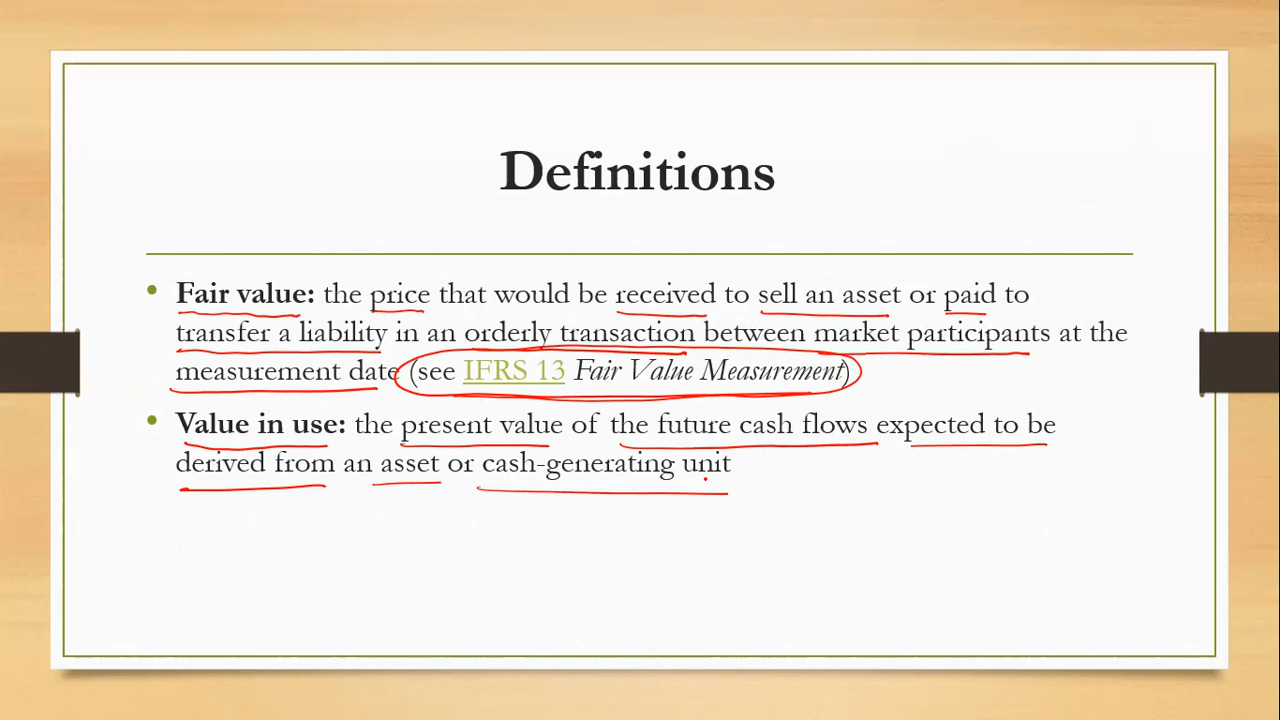 Definitions
• Fair value: the price that would be received to sell an asset or paid to
transfer a liability in an orderly transaction between market participants at the
measurement date (see IFRS 13 Fair Value Measurement)
• Value in use: the present value of the future cash flows expected to be
derived from an asset or cash-generating unit